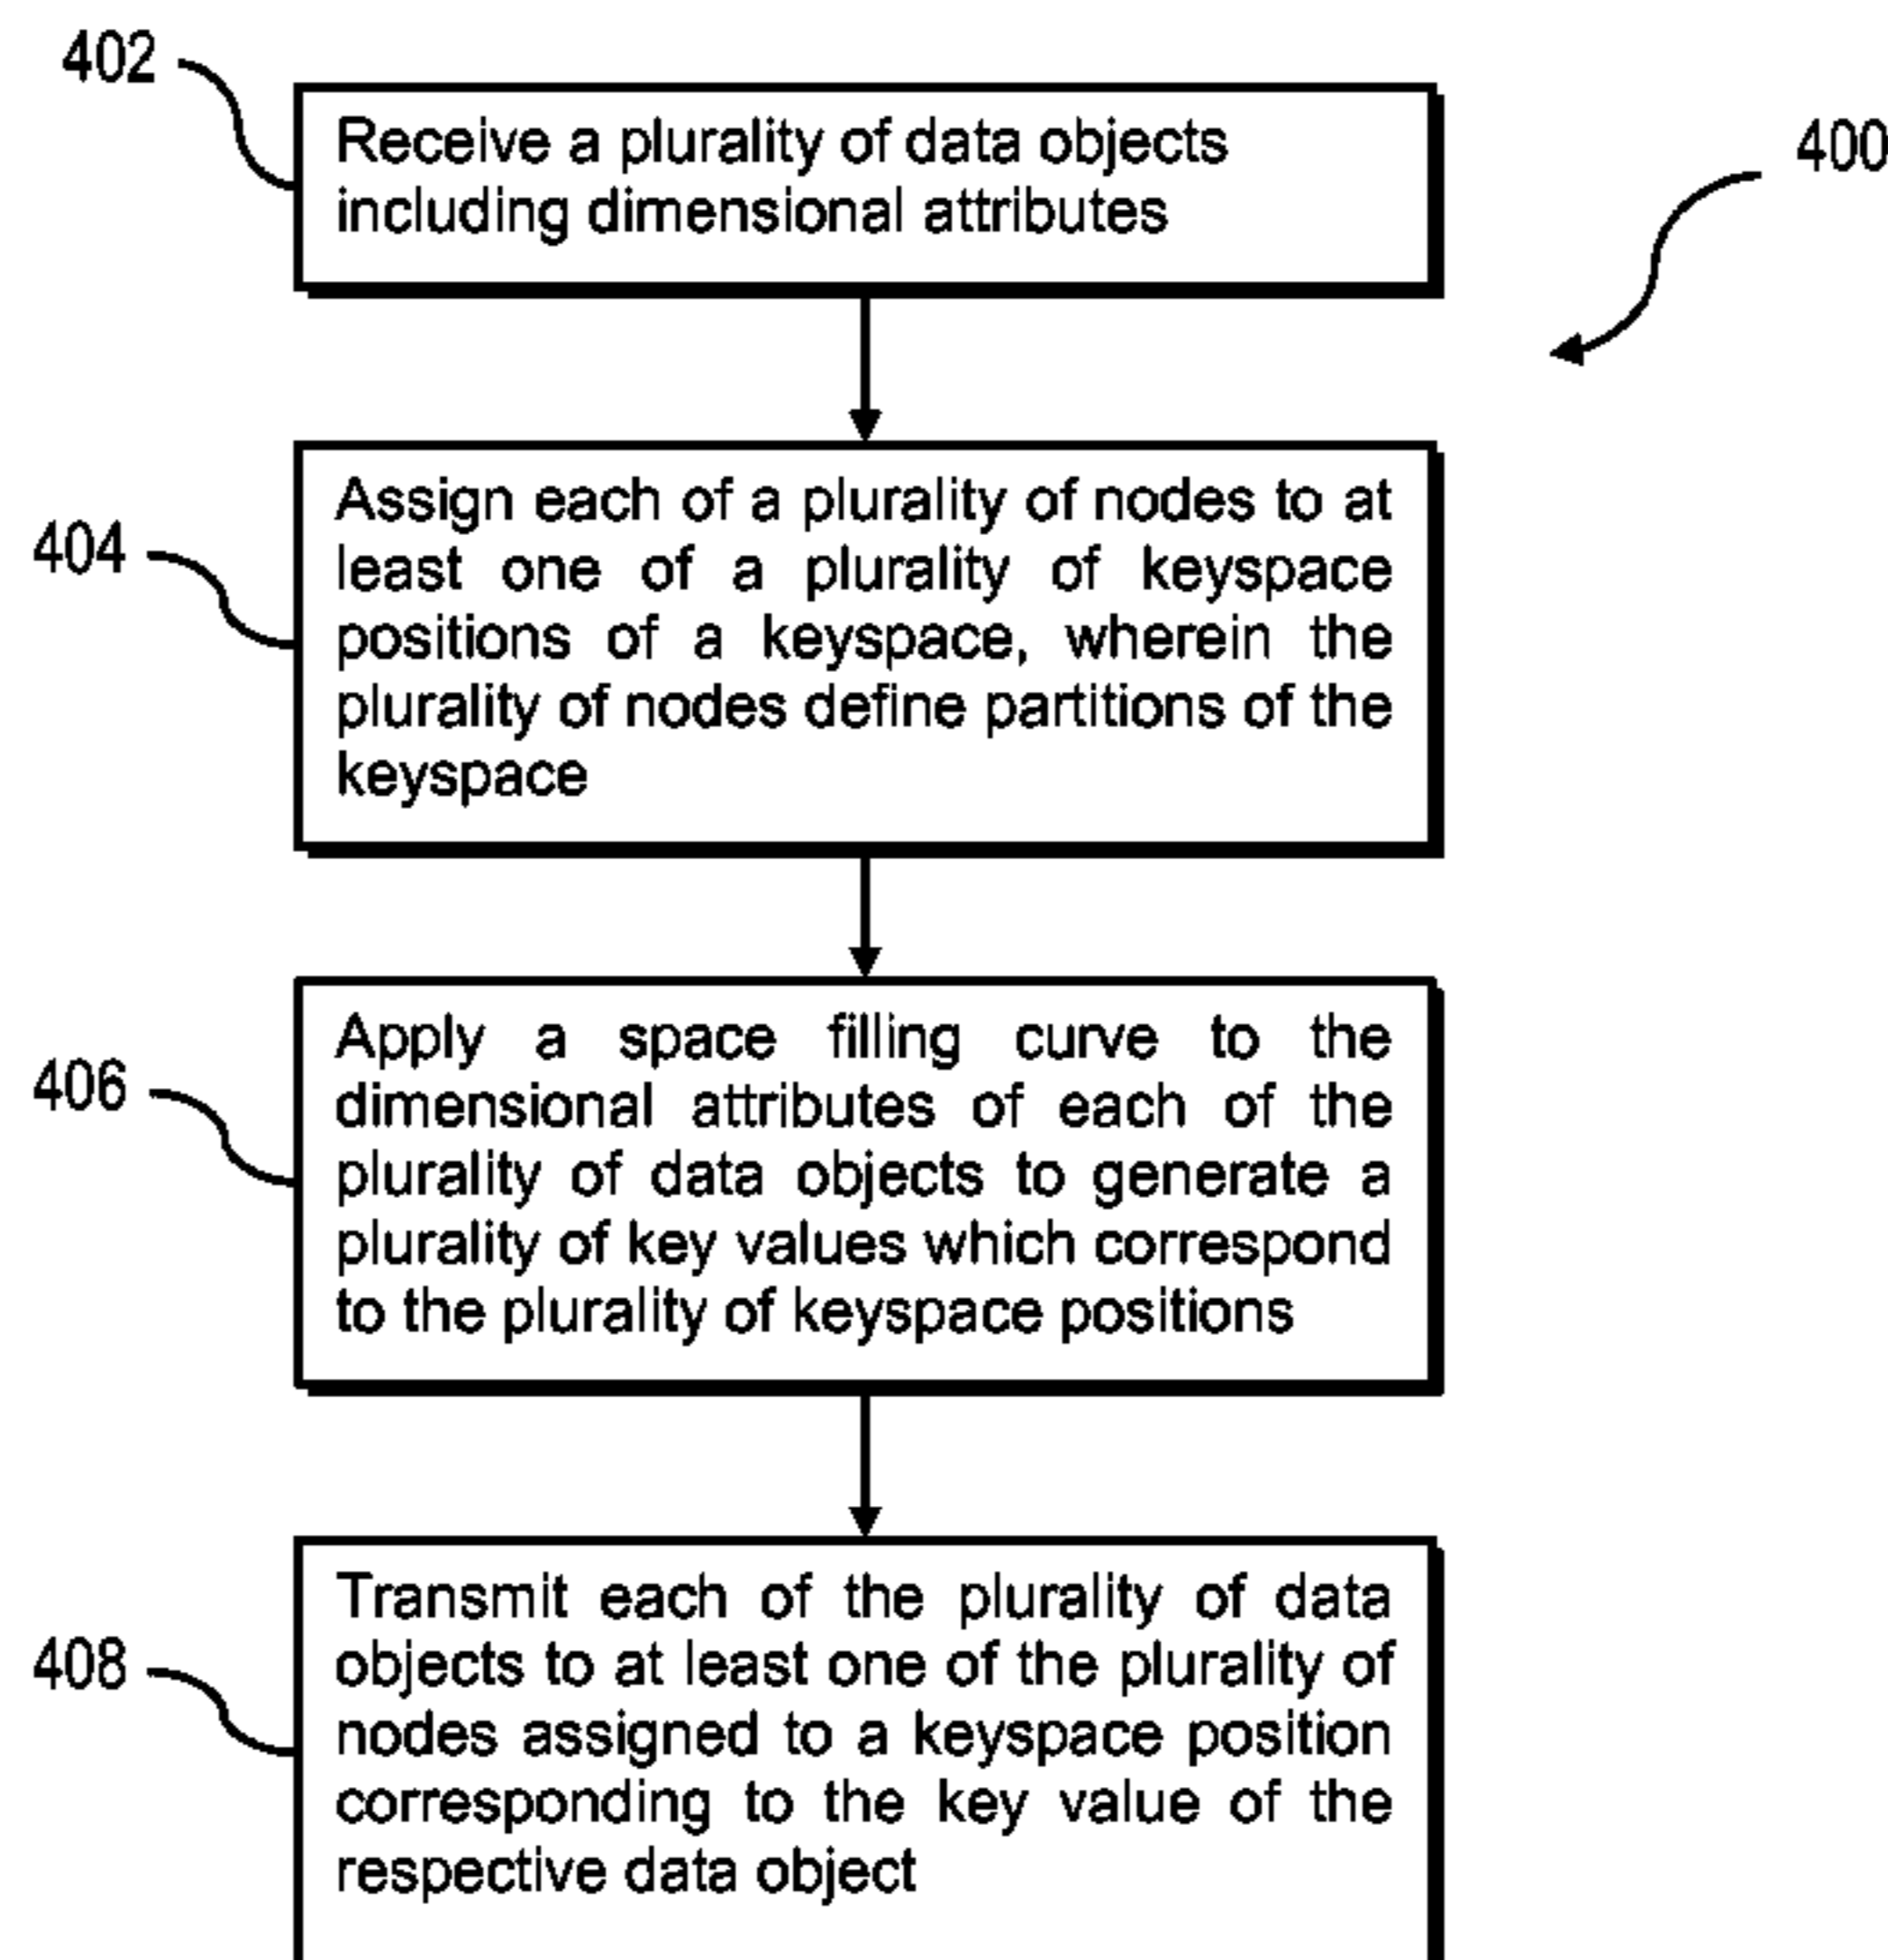 402
Receive a plurality of data objects
including dimensional attributes
400
Assign each of a plurality of nodes to at
least one of a plurality of keyspace
positions of a keyspace, wherein the
plurality of nodes define partitions of the
keyspace
404
Apply a space filling curve to the
dimensional attributes of each of the
plurality of data objects to generate a
plurality of key values which correspond
to the plurality of keyspace positions
406
Transmit each of the plurality of data
objects to at least one of the plurality of
nodes assigned to a keyspace position
corresponding to the key value of the
respective data object
408